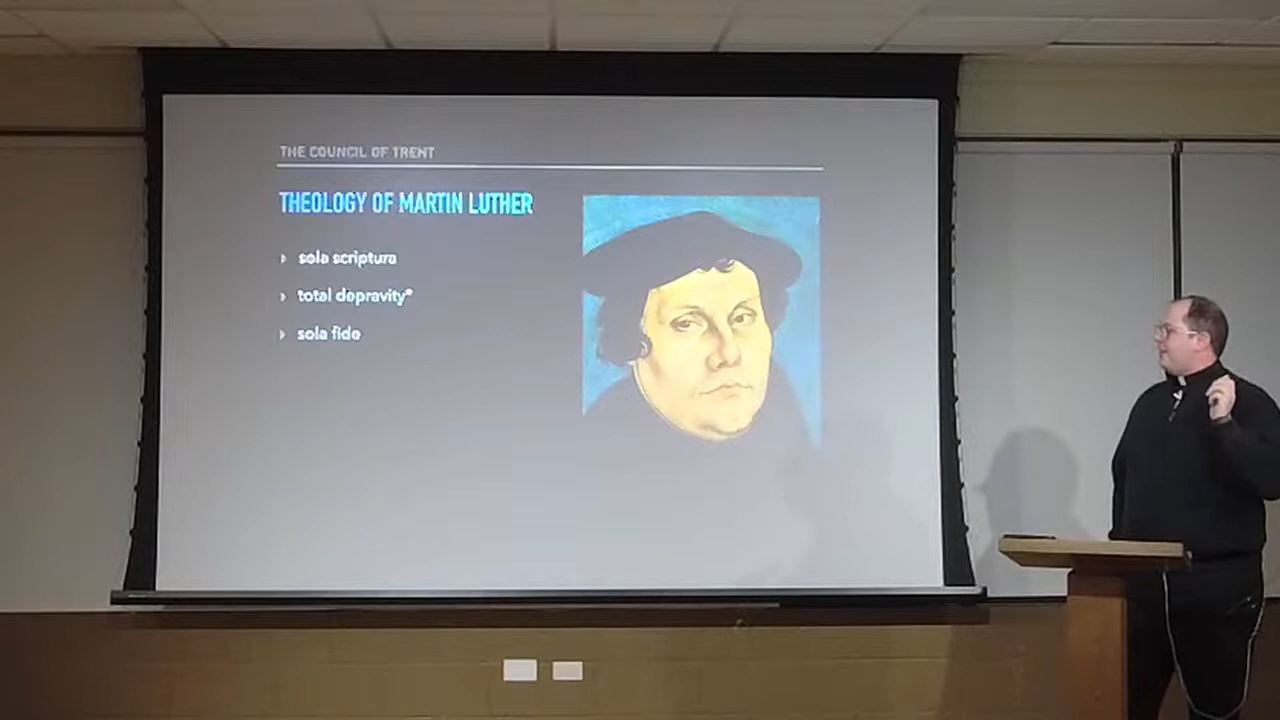 THE COUNCIL OF TRENT
THEOLOGY OF MARTIN LUTHER
sola scriptura
total depravity*
sola fide